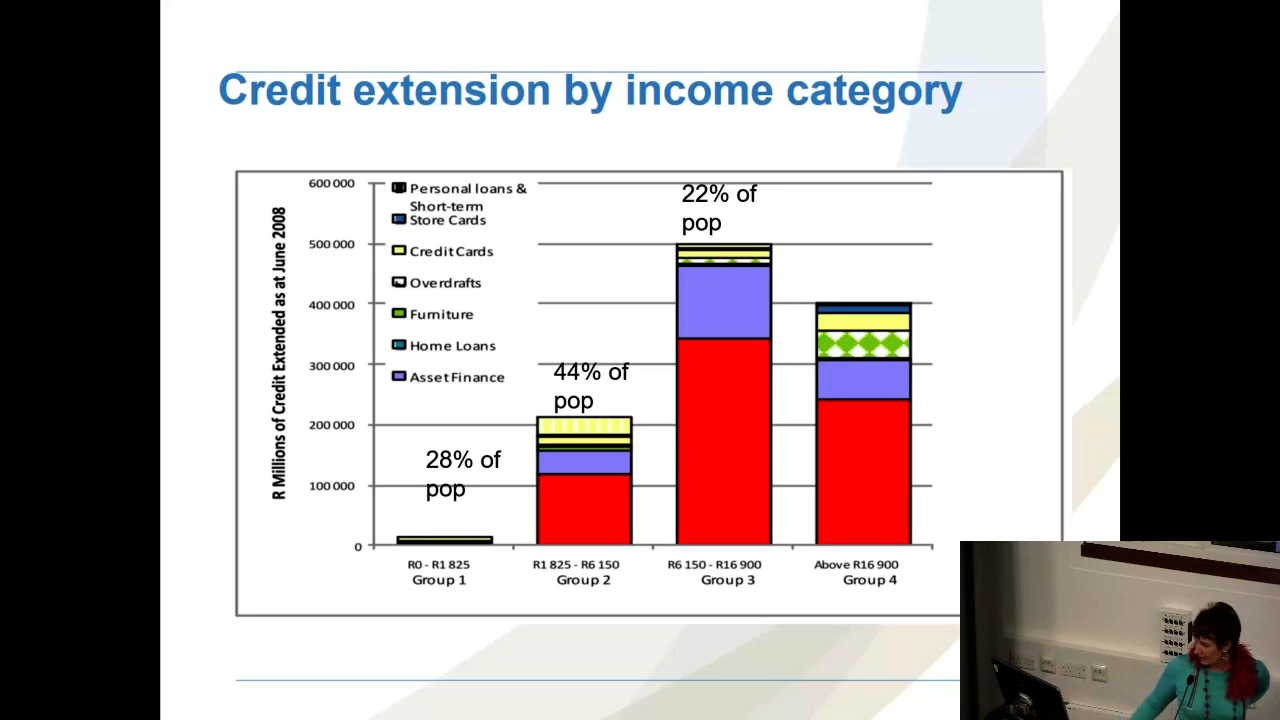 Credit extension by income category
R Millions of Credit Extended as at June 2008
600 000
500 000
400 000
300 000
200 000
100 000
0
Personal loans &
Short-term
Store Cards
Credit Cards
Overdrafts
Furniture
Home Loans
Asset Finance
28% of
pop
44% of
pop
22% of
pop
R0 - R1 825
Group 1
R1 825 - R6 150
Group 2
R6 150 - R16 900
Group 3
Above R16 900
Group 4